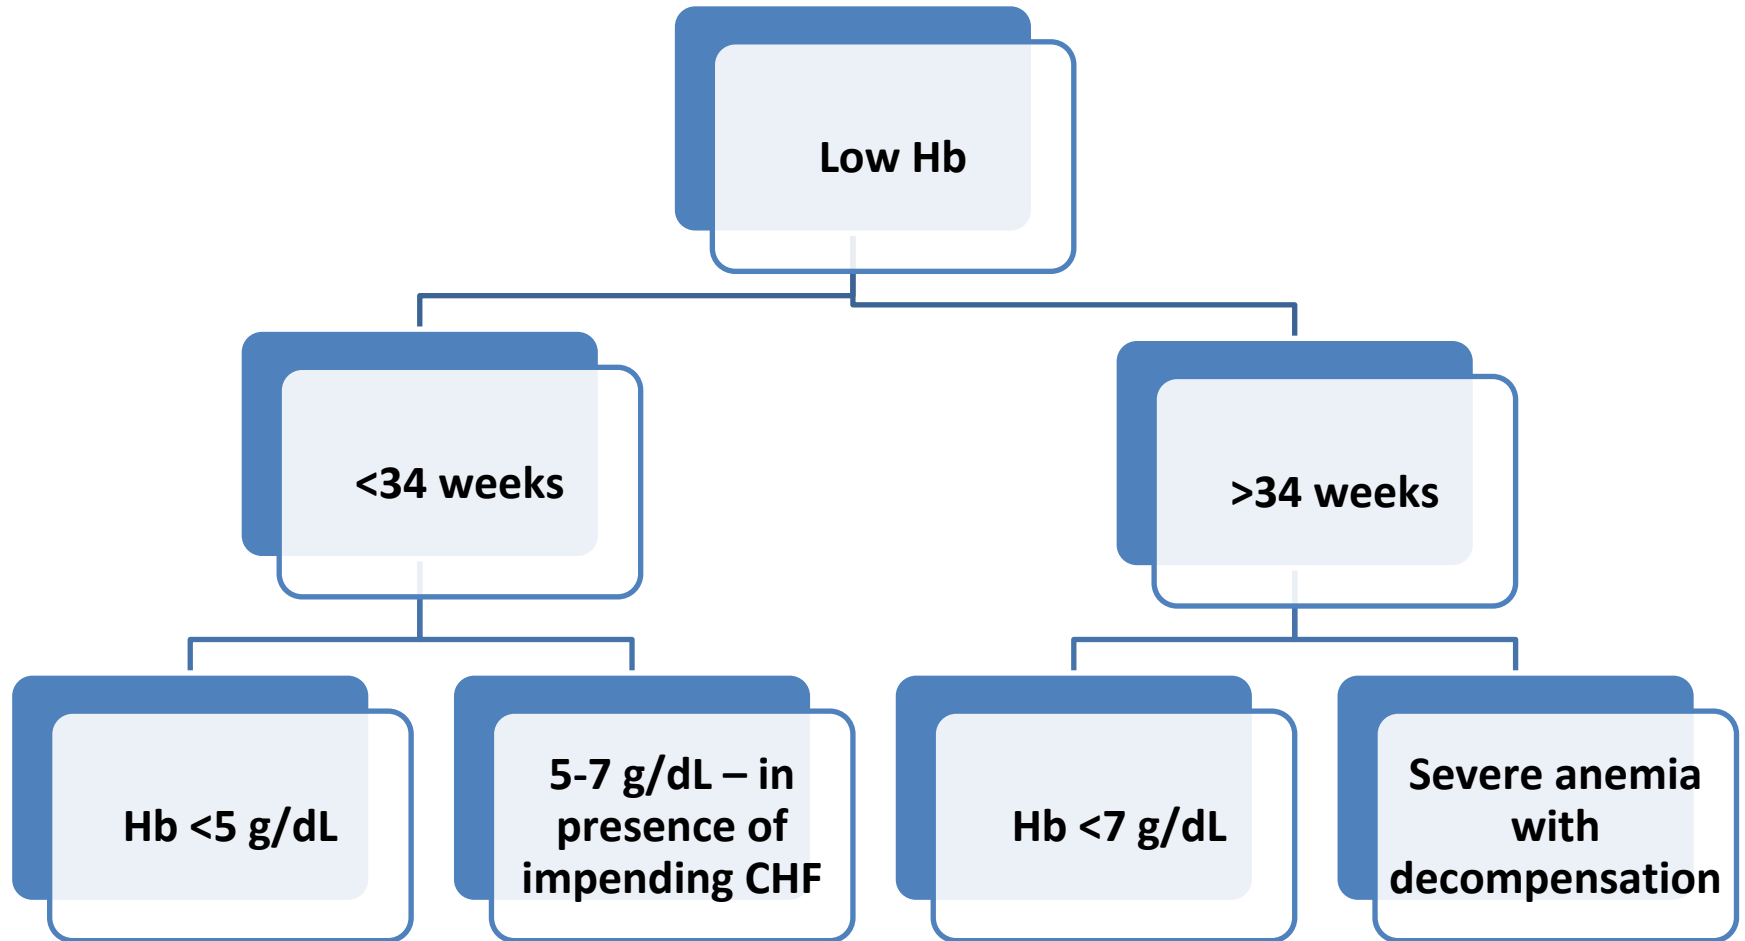 Low Hb
<34 weeks
>34 weeks
Hb <5 g/dL
5-7 g/dL – in
presence of
impending CHF
Hb <7 g/dL
Severe anemia
with
decompensation